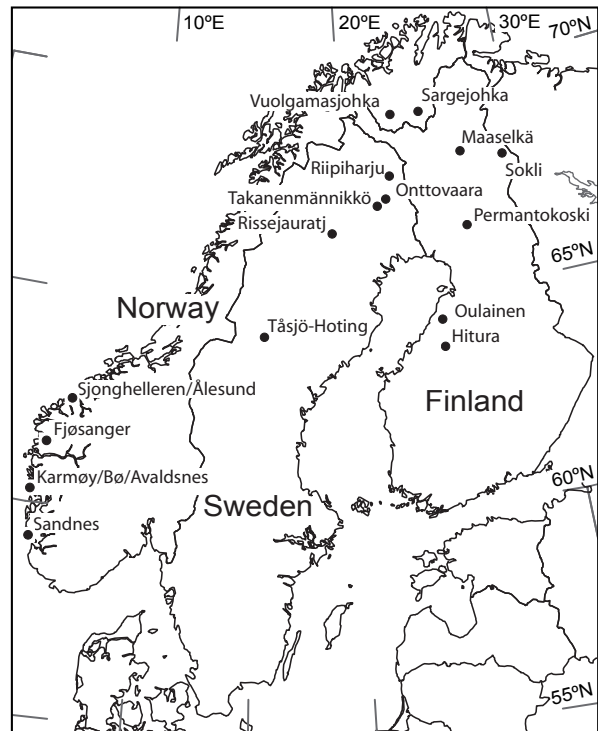 10ºE
20ºE
30ºE
70ºN
Vuolgamasjohka
Sargejohka
Maaselkä
Sokli
Riipiharju
Onttovaara
Takanenmännikkö
Permantokoski
Rissejauratj
65ºN
Norway
Oulainen
Tåsjö-Hoting
Hitura
Sjonghelleren/Ålesund
Finland
Fjøsanger
60ºN
Karmøy/Bø/Avaldsnes
Sweden
Sandnes
55ºN